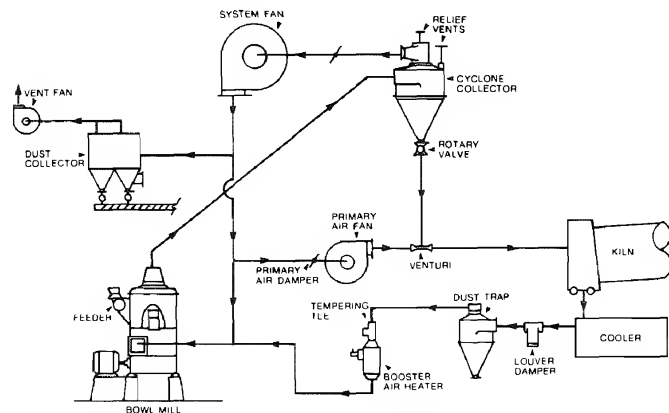 SYSTEM FAN
RELIEF
VENTS
CYCLONE
COLLECTOR
VENT FAN
DUST
COLLECTOR
ROTARY
VALVE
PRIMARY
AIR FAN
KILN
VENTURI
PRIMARY
AIR DAMPER
FEEDER
TEMPERING
TEE
DUST TRAP
COOLER
LOUVER
DAMPER
BOOSTER
AIR HEATER
BOWL MILL